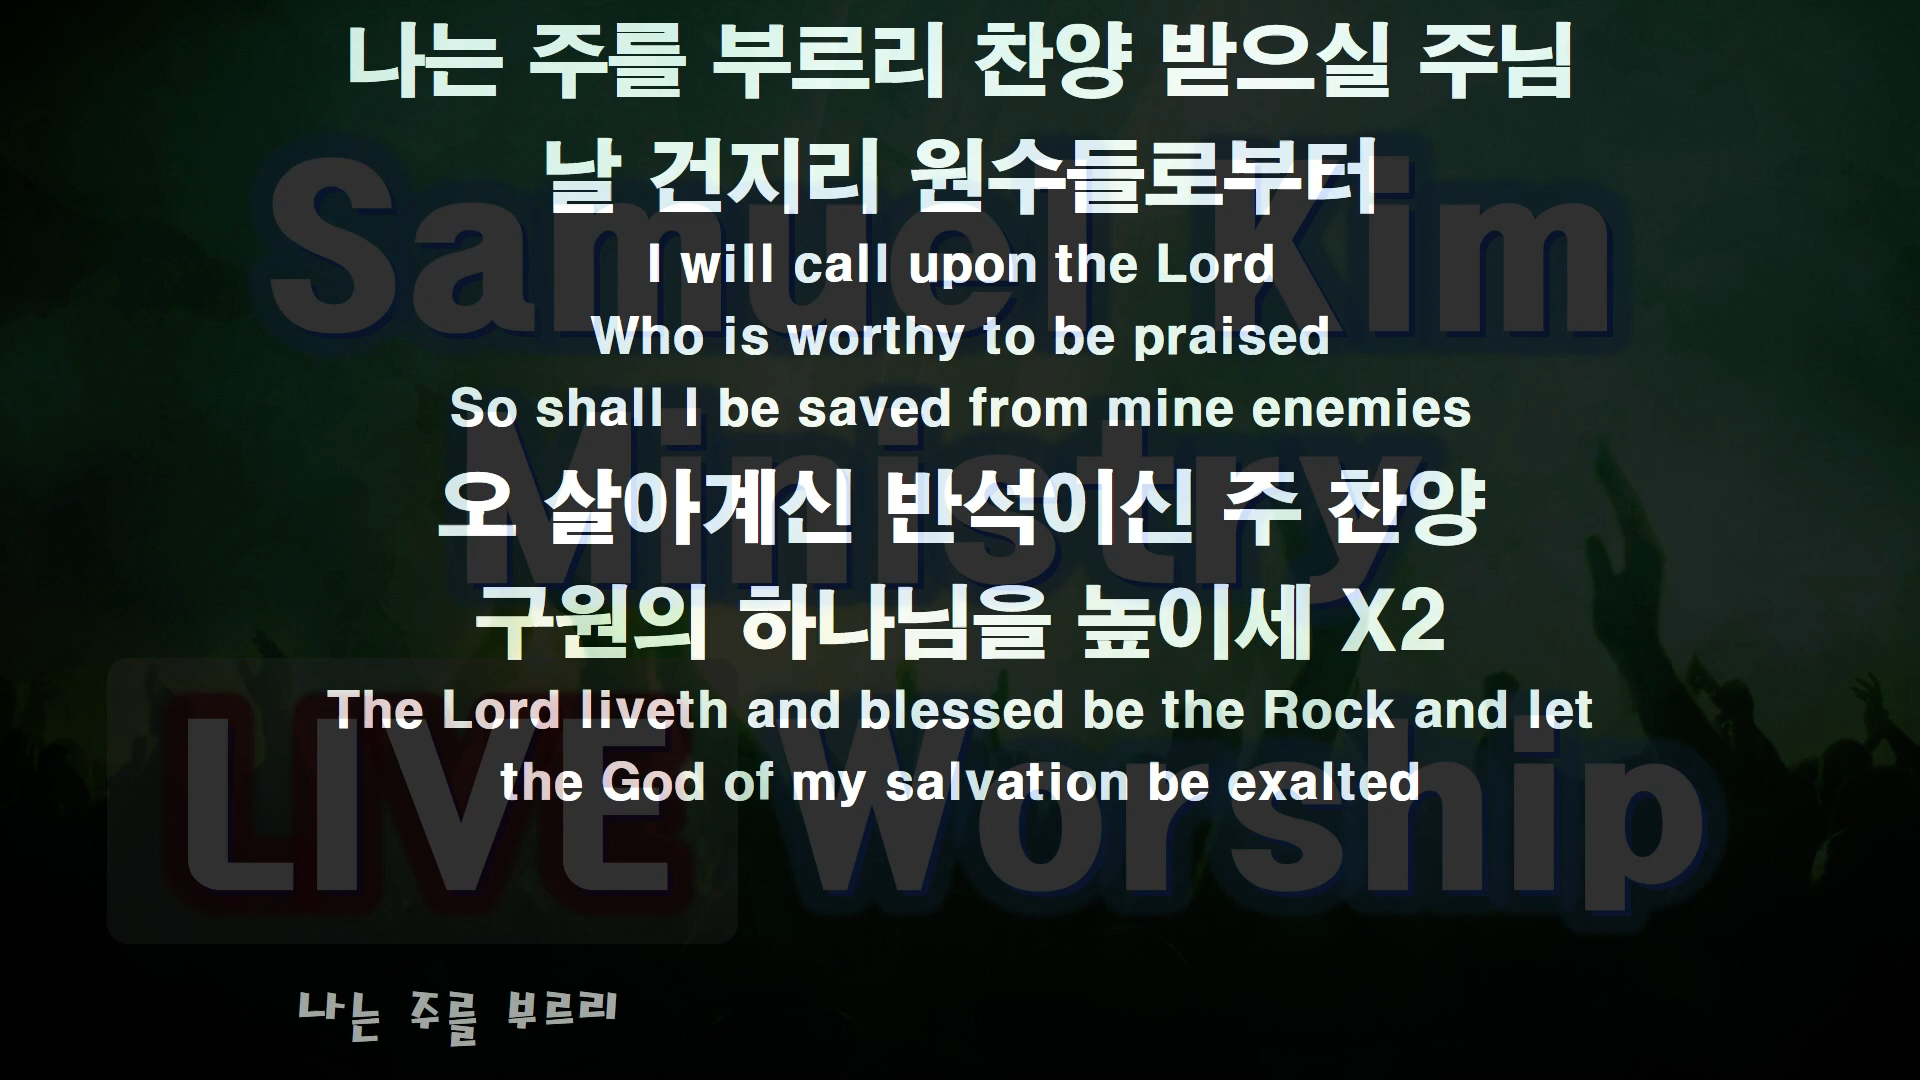 나는 주를 부르리 찬양 받으실 주님
날 건지리 원수들로부터
I will call upon the Lord
Who is worthy to be praised
So shall I be saved from mine enemies
오 살아계신 반석이신 주 찬양
구원의 하나님을 높이세 X2
The Lord liveth and blessed be the Rock and let
the God of my salvation be exalted
Samuel Kim
Ministry
LIVE Worship
나는 주를 부르리